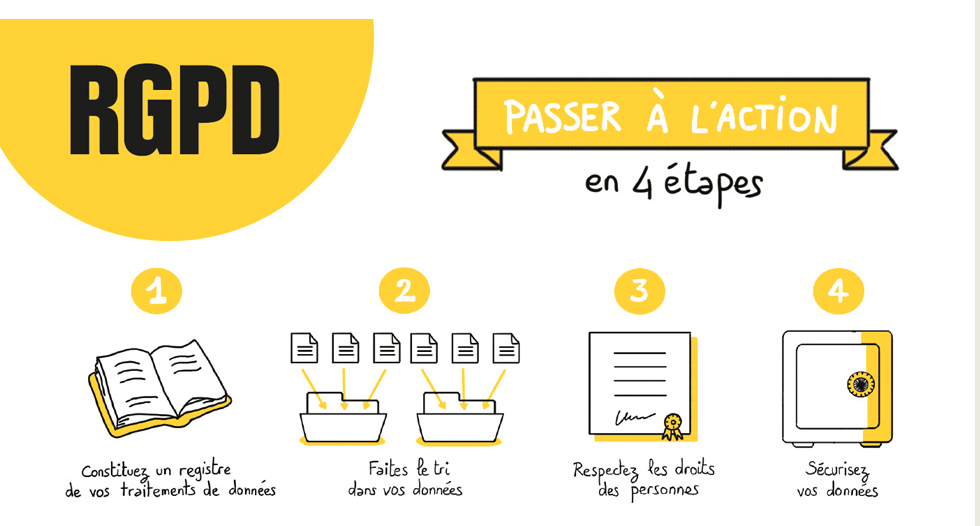 RGPD
PASSER À L'ACTION
en 4 étapes
1
2
3
4
Constituez un registre
de vos traitements de données
Faites le tri
dans vos données
Respectez les droits
des personnes
Sécurisez
vos données